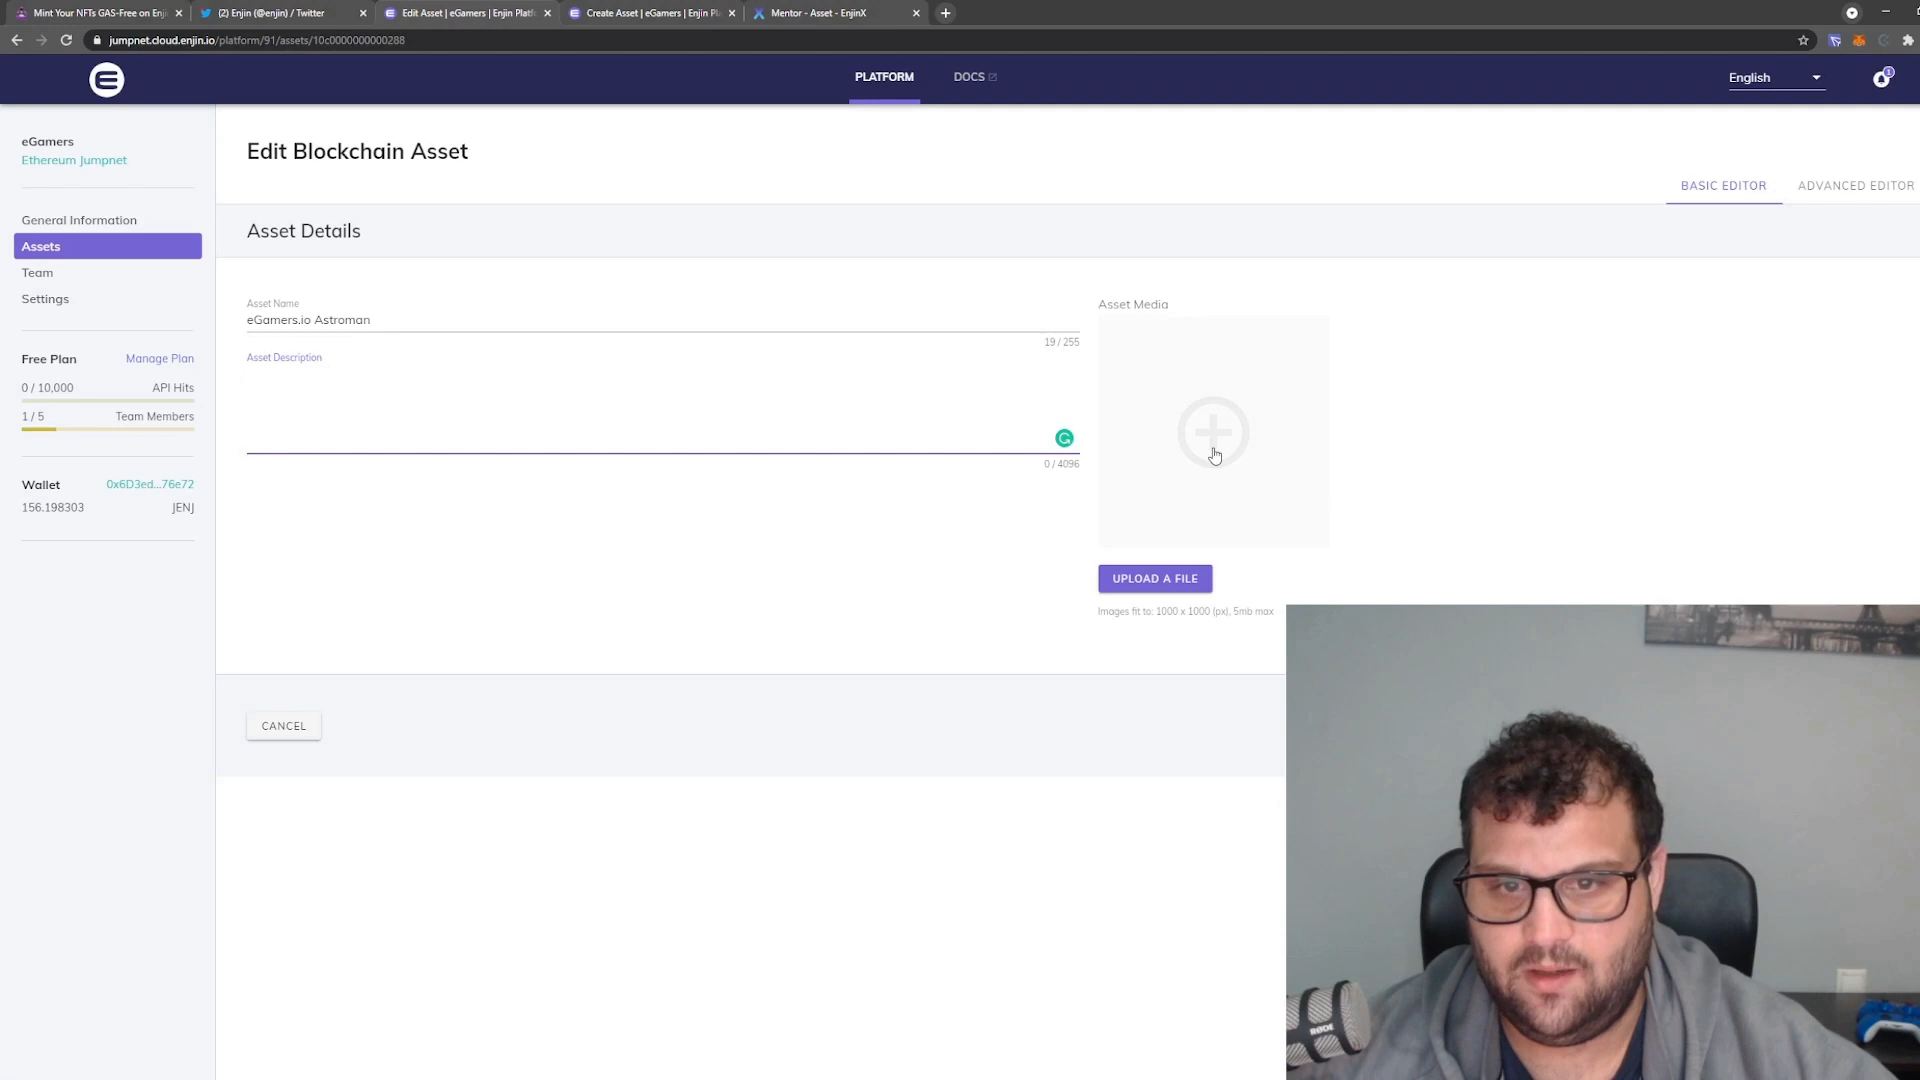 Mint Your NFTs GAS-Free on Enj
(2) Enjin (@enjin) / Twitter
Edit Asset | eGamers | Enjin Platf
Create Asset | eGamers | Enjin Pl
Mentor - Asset - EnjinX
jumpnet.cloud.enjin.io/platform/91/assets/10c0000000000288
PLATFORM
DOCS
English
1
eGamers
Ethereum Jumpnet
General Information
Assets
Team
Settings
Free Plan Manage Plan
0 / 10,000 API Hits
1 / 5 Team Members
Wallet 0x6D3ed...76e72
156.198303 JENJ
Edit Blockchain Asset
BASIC EDITOR ADVANCED EDITOR
Asset Details
Asset Name
eGamers.io Astroman
19 / 255
Asset Description
0 / 4096
Asset Media
UPLOAD A FILE
Images fit to: 1000 x 1000 (px), 5mb max
CANCEL
RØDE